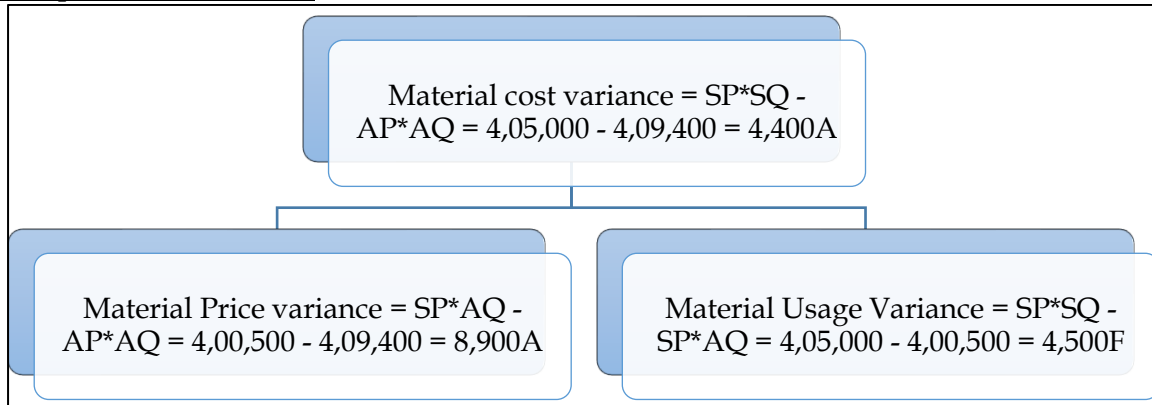 Material cost variance = SP*SQ -
AP*AQ = 4,05,000 - 4,09,400 = 4,400A
Material Price variance = SP*AQ -
AP*AQ = 4,00,500 - 4,09,400 = 8,900A
Material Usage Variance = SP*SQ -
SP*AQ = 4,05,000 - 4,00,500 = 4,500F